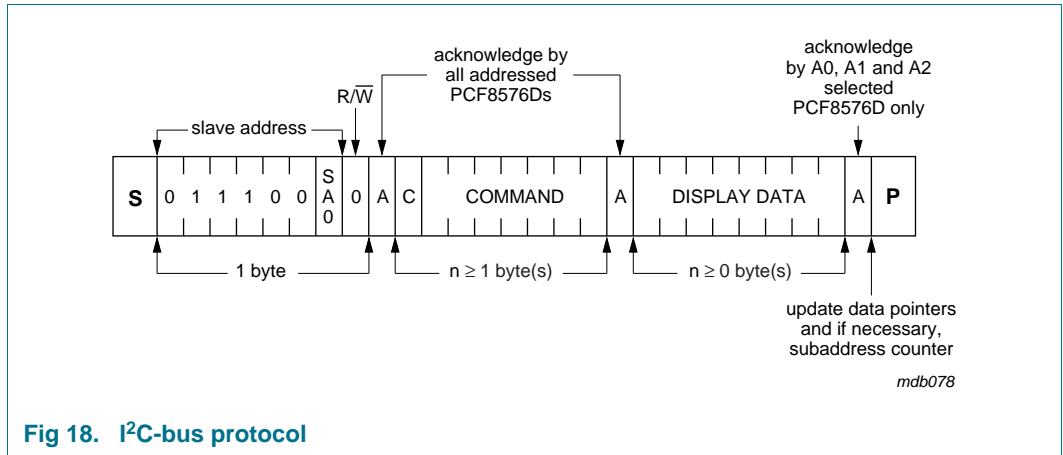 acknowledge by
all addressed
PCF8576Ds
acknowledge
by A0, A1 and A2
selected
PCF8576D only
R/W̅
slave address
S 0 1 1 1 0 0 SA0 0 A C COMMAND A DISPLAY DATA A P
1 byte
n ≥ 1 byte(s)
n ≥ 0 byte(s)
update data pointers
and if necessary,
subaddress counter
mdb078
Fig 18. I²C-bus protocol